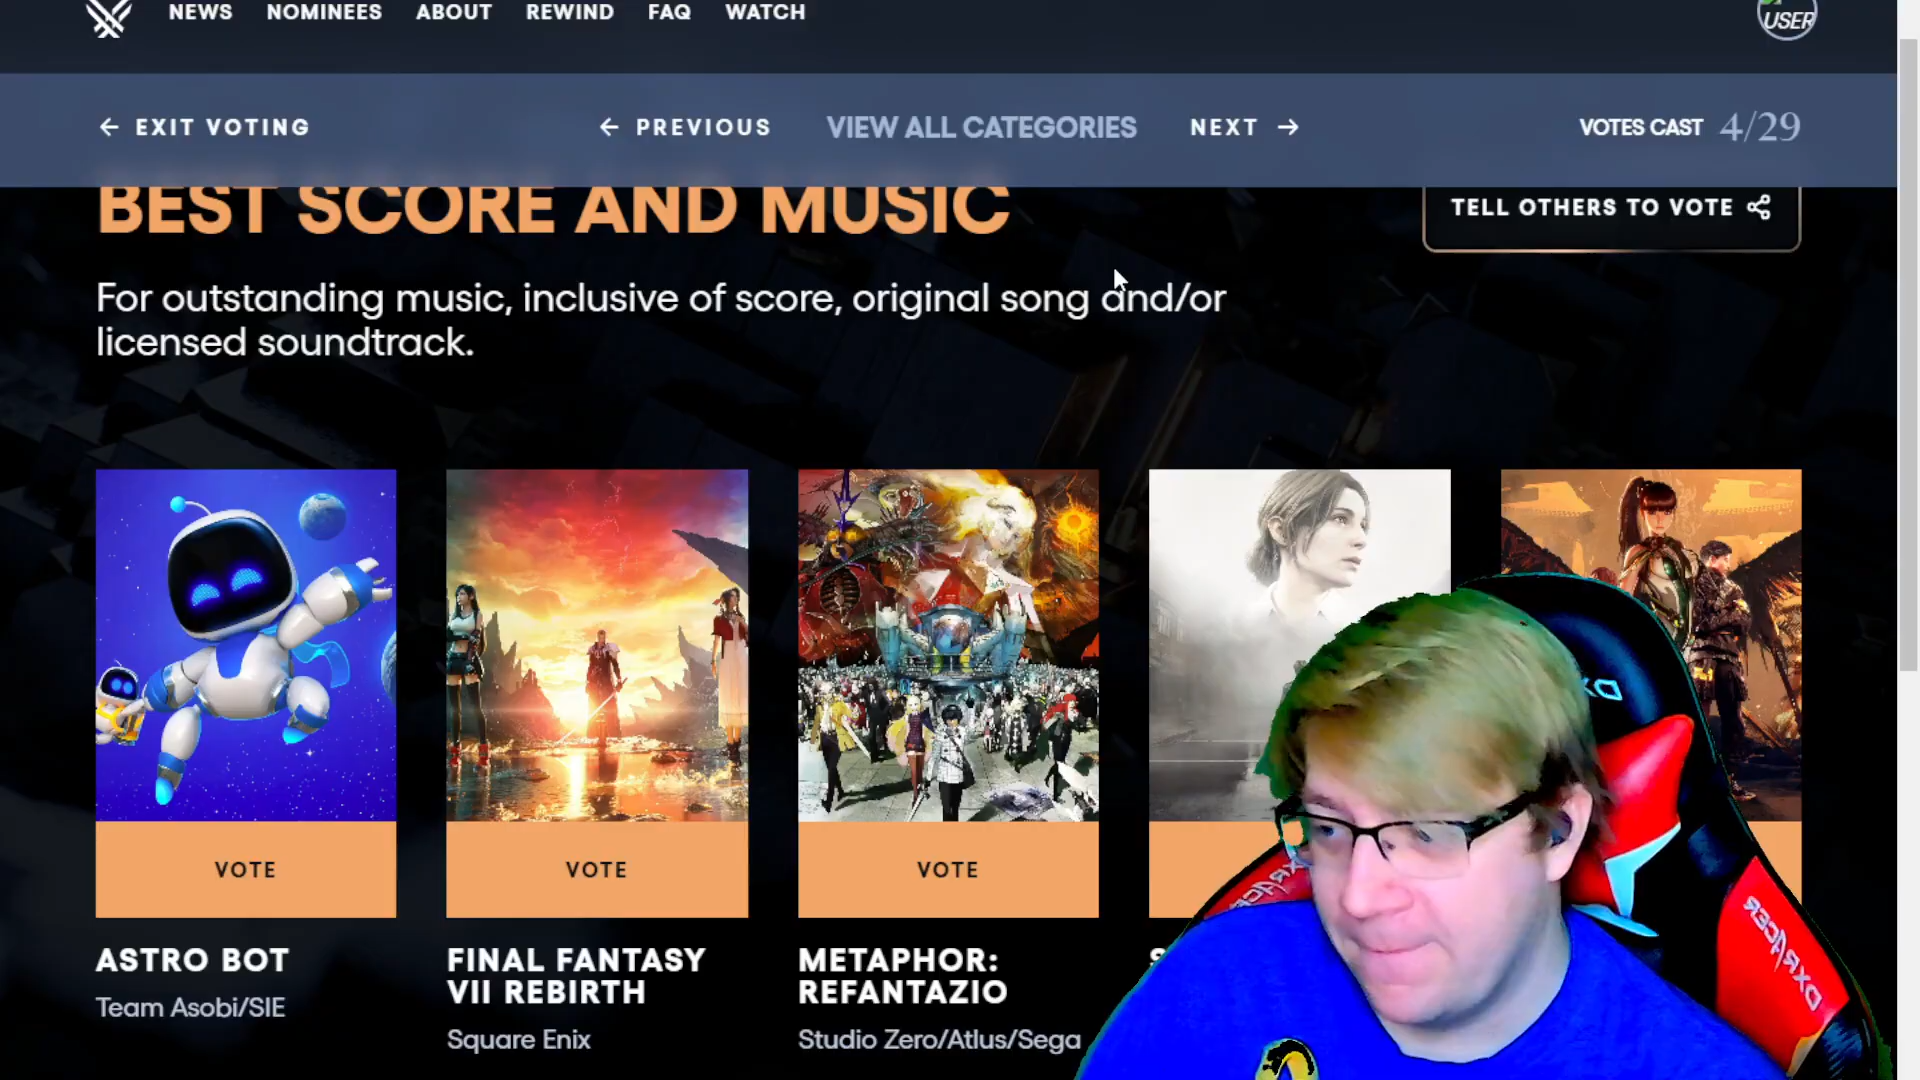 NEWS NOMINEES ABOUT REWIND FAQ WATCH
USER
← EXIT VOTING
← PREVIOUS
VIEW ALL CATEGORIES
NEXT →
VOTES CAST 4/29
BEST SCORE AND MUSIC
TELL OTHERS TO VOTE
For outstanding music, inclusive of score, original song and/or
licensed soundtrack.
VOTE
VOTE
VOTE
ASTRO BOT
Team Asobi/SIE
FINAL FANTASY
VII REBIRTH
Square Enix
METAPHOR:
REFANTAZIO
Studio Zero/Atlus/Sega
DXRACER